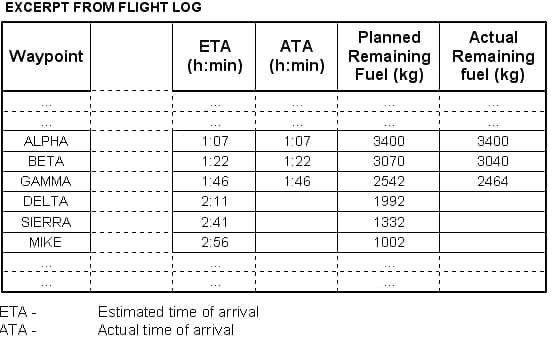 EXCERPT FROM FLIGHT LOG
Waypoint ETA (h:min) ATA (h:min) Planned Remaining Fuel (kg) Actual Remaining fuel (kg)
... ... ... ... ...
... ... ... ... ...
ALPHA 1:07 1:07 3400 3400
BETA 1:22 1:22 3070 3040
GAMMA 1:46 1:46 2542 2464
DELTA 2:11 1992
SIERRA 2:41 1332
MIKE 2:56 1002
... ... ... ... ...
... ... ... ... ...
ETA - Estimated time of arrival
ATA - Actual time of arrival